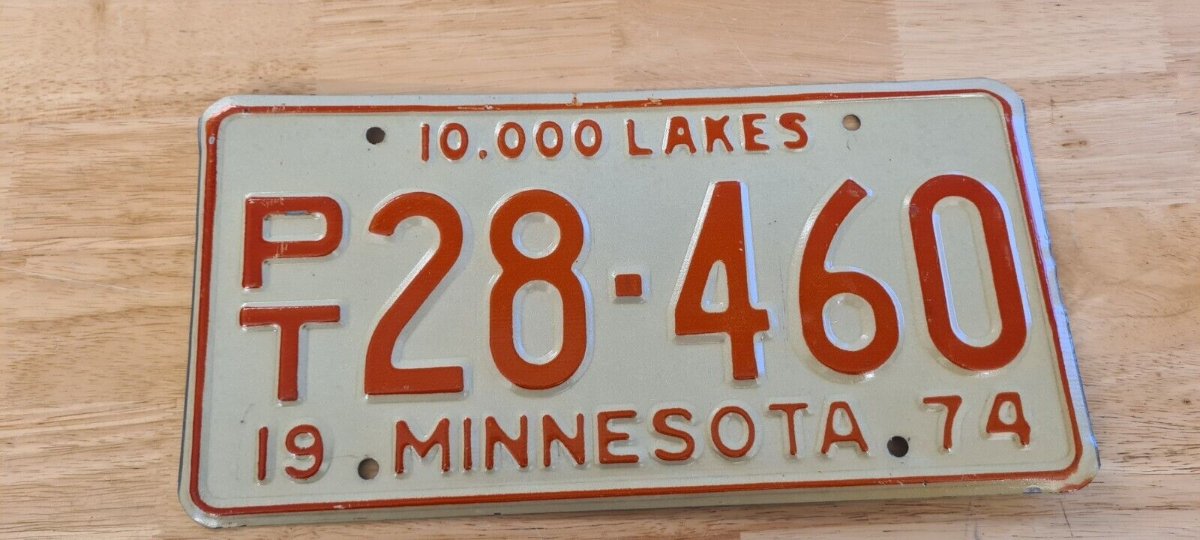 10.000 LAKES
PT 28-460
19 MINNESOTA 74